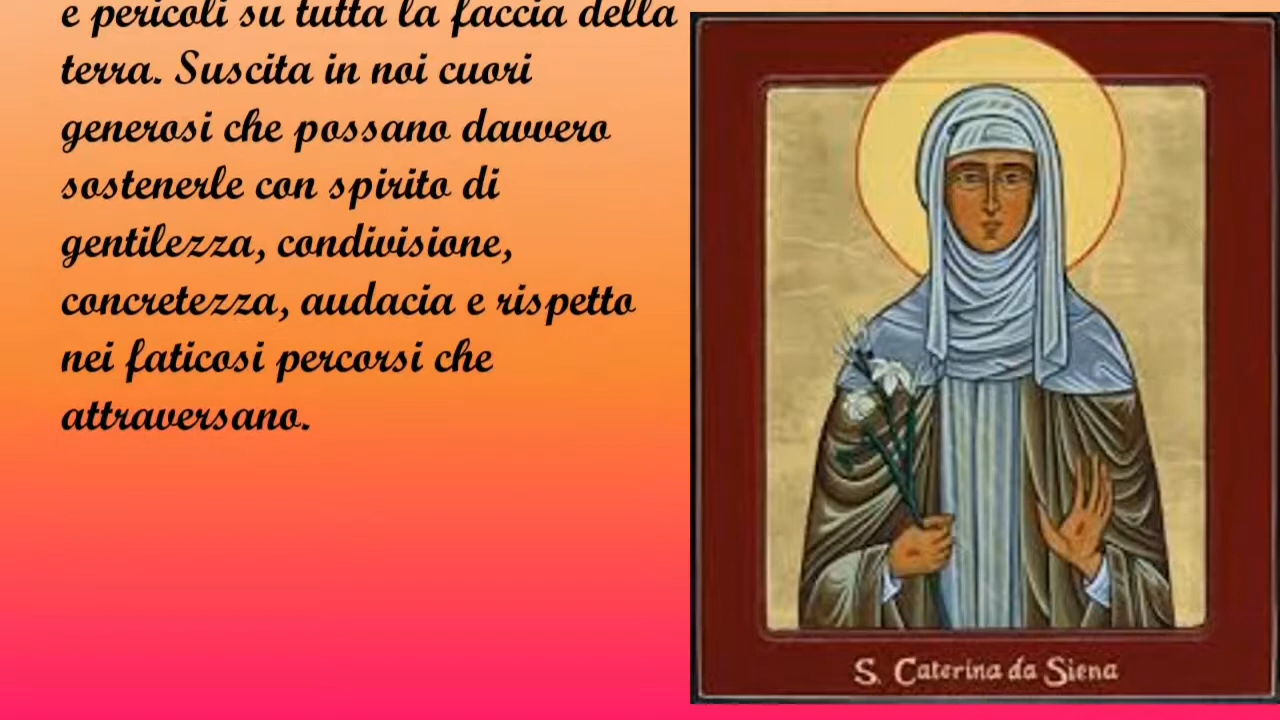 e pericoli su tutta la faccia della
terra. Suscita in noi cuori
generosi che possano davvero
sostenerle con spirito di
gentilezza, condivisione,
concretezza, audacia e rispetto
nei faticosi percorsi che
attraversano.
S. Caterina da Siena